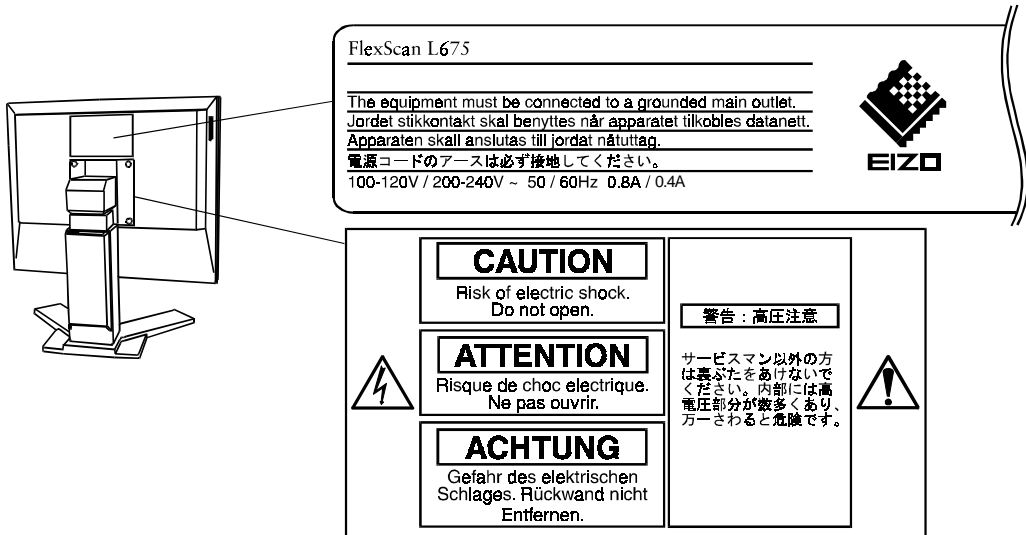 FlexScan L675
The equipment must be connected to a grounded main outlet.
Jordet stikkontakt skal benyttes når apparatet tilkobles datanett.
Apparaten skall anslutas till jordat nätuttag.
電源コードのアースは必ず接地してください。
100-120V / 200-240V ~ 50 / 60Hz 0.8A / 0.4A
EIZO
CAUTION
Risk of electric shock.
Do not open.
ATTENTION
Risque de choc electrique.
Ne pas ouvrir.
ACHTUNG
Gefahr des elektrischen
Schlages. Rückwand nicht
Entfernen.
警告：高圧注意
サービスマン以外の方
は裏ぶたをあけないで
ください。内部には高
電圧部分が数多くあり、
万一さわると危険です。